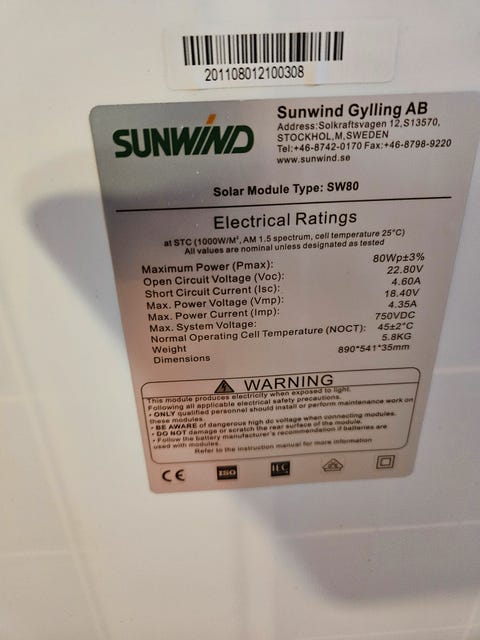 201108012100308
SUNWIND
Sunwind Gylling AB
Address:Solkraftsvagen 12,S13570,
STOCKHOL,M,SWEDEN
Tel:+46-8742-0170 Fax:+46-8798-9220
www.sunwind.se
Solar Module Type: SW80
Electrical Ratings
at STC (1000W/M², AM 1.5 spectrum, cell temperature 25°C)
All values are nominal unless designated as tested
Maximum Power (Pmax): 80Wp±3%
Open Circuit Voltage (Voc): 22.80V
Short Circuit Current (Isc): 4.60A
Max. Power Voltage (Vmp): 18.40V
Max. Power Current (Imp): 4.35A
Max. System Voltage: 750VDC
Normal Operating Cell Temperature (NOCT): 45±2°C
Weight 5.8KG
Dimensions 890*541*35mm
WARNING
This module produces electricity when exposed to light.
Following all applicable electrical safety precautions.
• ONLY qualified personnel should install or perform maintenance work on
these modules.
• BE AWARE of dangerous high dc voltage when connecting modules.
• DO NOT damage or scratch the rear surface of the module.
• Follow the battery manufacturer's recommendation if batteries are
used with modules.
Refer to the instruction manual for more information
CE ISO IEC